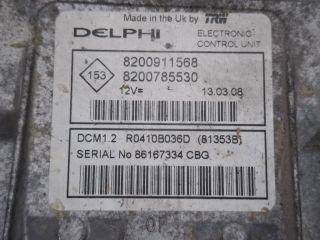 Made in the Uk by TRW
DELPHI
ELECTRONIC
CONTROL UNIT
153
8200911568
8200785530
12V=
13.03.08
DCM1.2 R0410B036D (81353B)
SERIAL No 86167334 CBG
01